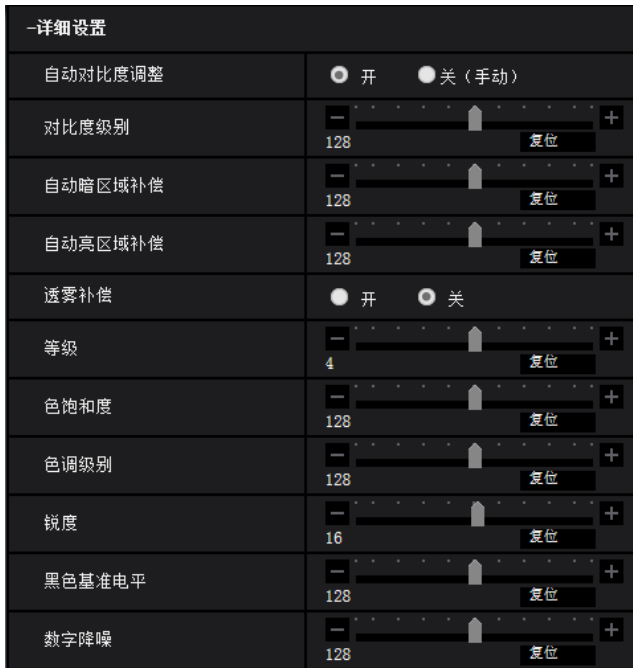 –详细设置
自动对比度调整 开 关（手动）
对比度级别 − +
128 复位
自动暗区域补偿 − +
128 复位
自动亮区域补偿 − +
128 复位
透雾补偿 开 关
等级 − +
4 复位
色饱和度 − +
128 复位
色调级别 − +
128 复位
锐度 − +
16 复位
黑色基准电平 − +
128 复位
数字降噪 − +
128 复位